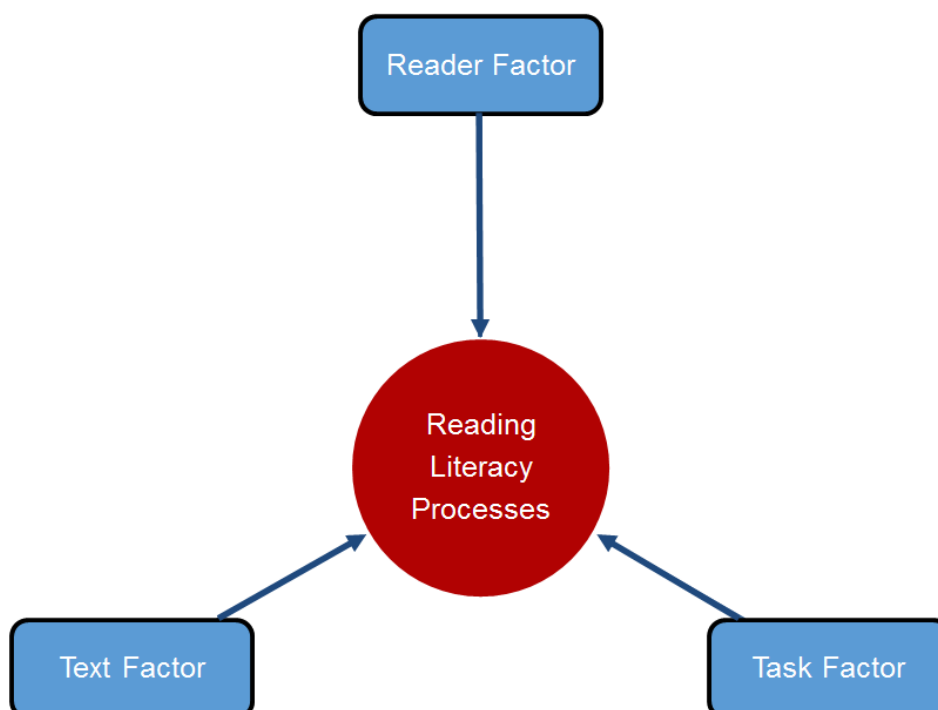 Reader Factor
Reading
Literacy
Processes
Text Factor
Task Factor